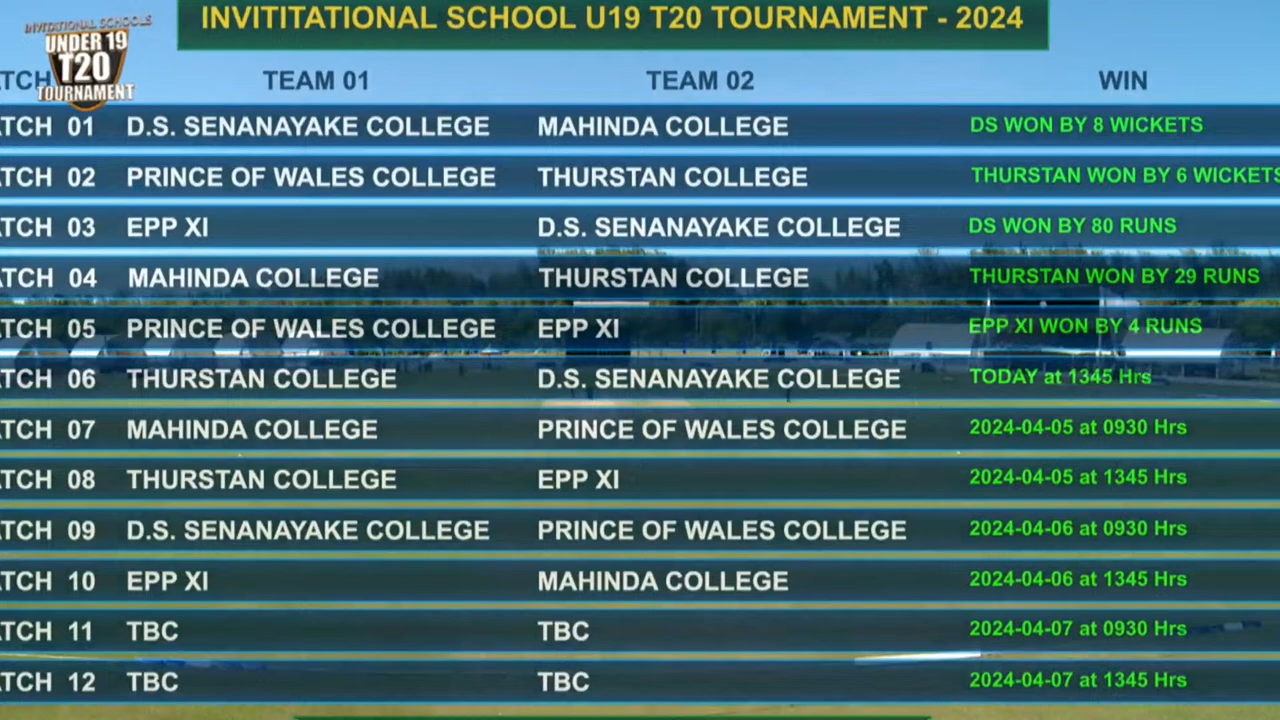 INVITITATIONAL SCHOOL U19 T20 TOURNAMENT - 2024
INVITATIONAL SCHOOLS
UNDER 19
T20
TOURNAMENT
ATCH TEAM 01 TEAM 02 WIN
ATCH 01 D.S. SENANAYAKE COLLEGE MAHINDA COLLEGE DS WON BY 8 WICKETS
ATCH 02 PRINCE OF WALES COLLEGE THURSTAN COLLEGE THURSTAN WON BY 6 WICKETS
ATCH 03 EPP XI D.S. SENANAYAKE COLLEGE DS WON BY 80 RUNS
ATCH 04 MAHINDA COLLEGE THURSTAN COLLEGE THURSTAN WON BY 29 RUNS
ATCH 05 PRINCE OF WALES COLLEGE EPP XI EPP XI WON BY 4 RUNS
ATCH 06 THURSTAN COLLEGE D.S. SENANAYAKE COLLEGE TODAY at 1345 Hrs
ATCH 07 MAHINDA COLLEGE PRINCE OF WALES COLLEGE 2024-04-05 at 0930 Hrs
ATCH 08 THURSTAN COLLEGE EPP XI 2024-04-05 at 1345 Hrs
ATCH 09 D.S. SENANAYAKE COLLEGE PRINCE OF WALES COLLEGE 2024-04-06 at 0930 Hrs
ATCH 10 EPP XI MAHINDA COLLEGE 2024-04-06 at 1345 Hrs
ATCH 11 TBC TBC 2024-04-07 at 0930 Hrs
ATCH 12 TBC TBC 2024-04-07 at 1345 Hrs